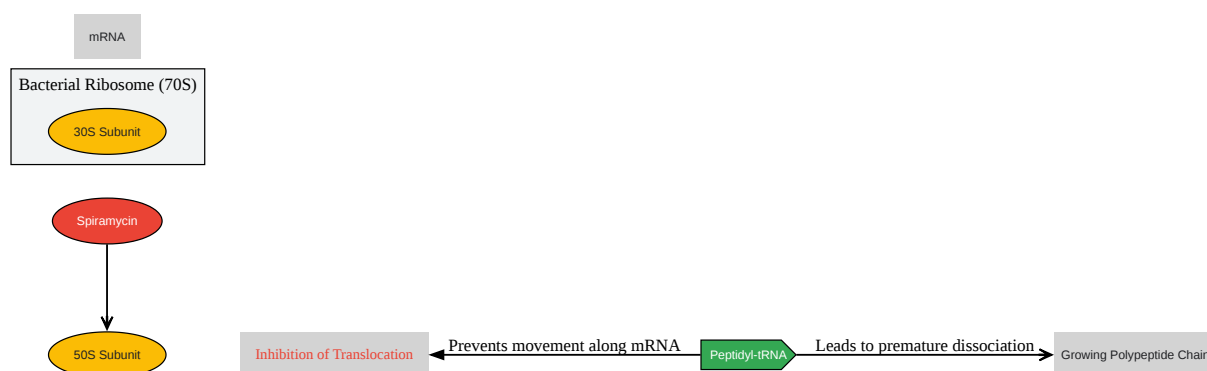 mRNA
Bacterial Ribosome (70S)
30S Subunit
Spiramycin
50S Subunit
Inhibition of Translocation
Prevents movement along mRNA
Peptidyl-tRNA
Leads to premature dissociation
Growing Polypeptide Chain